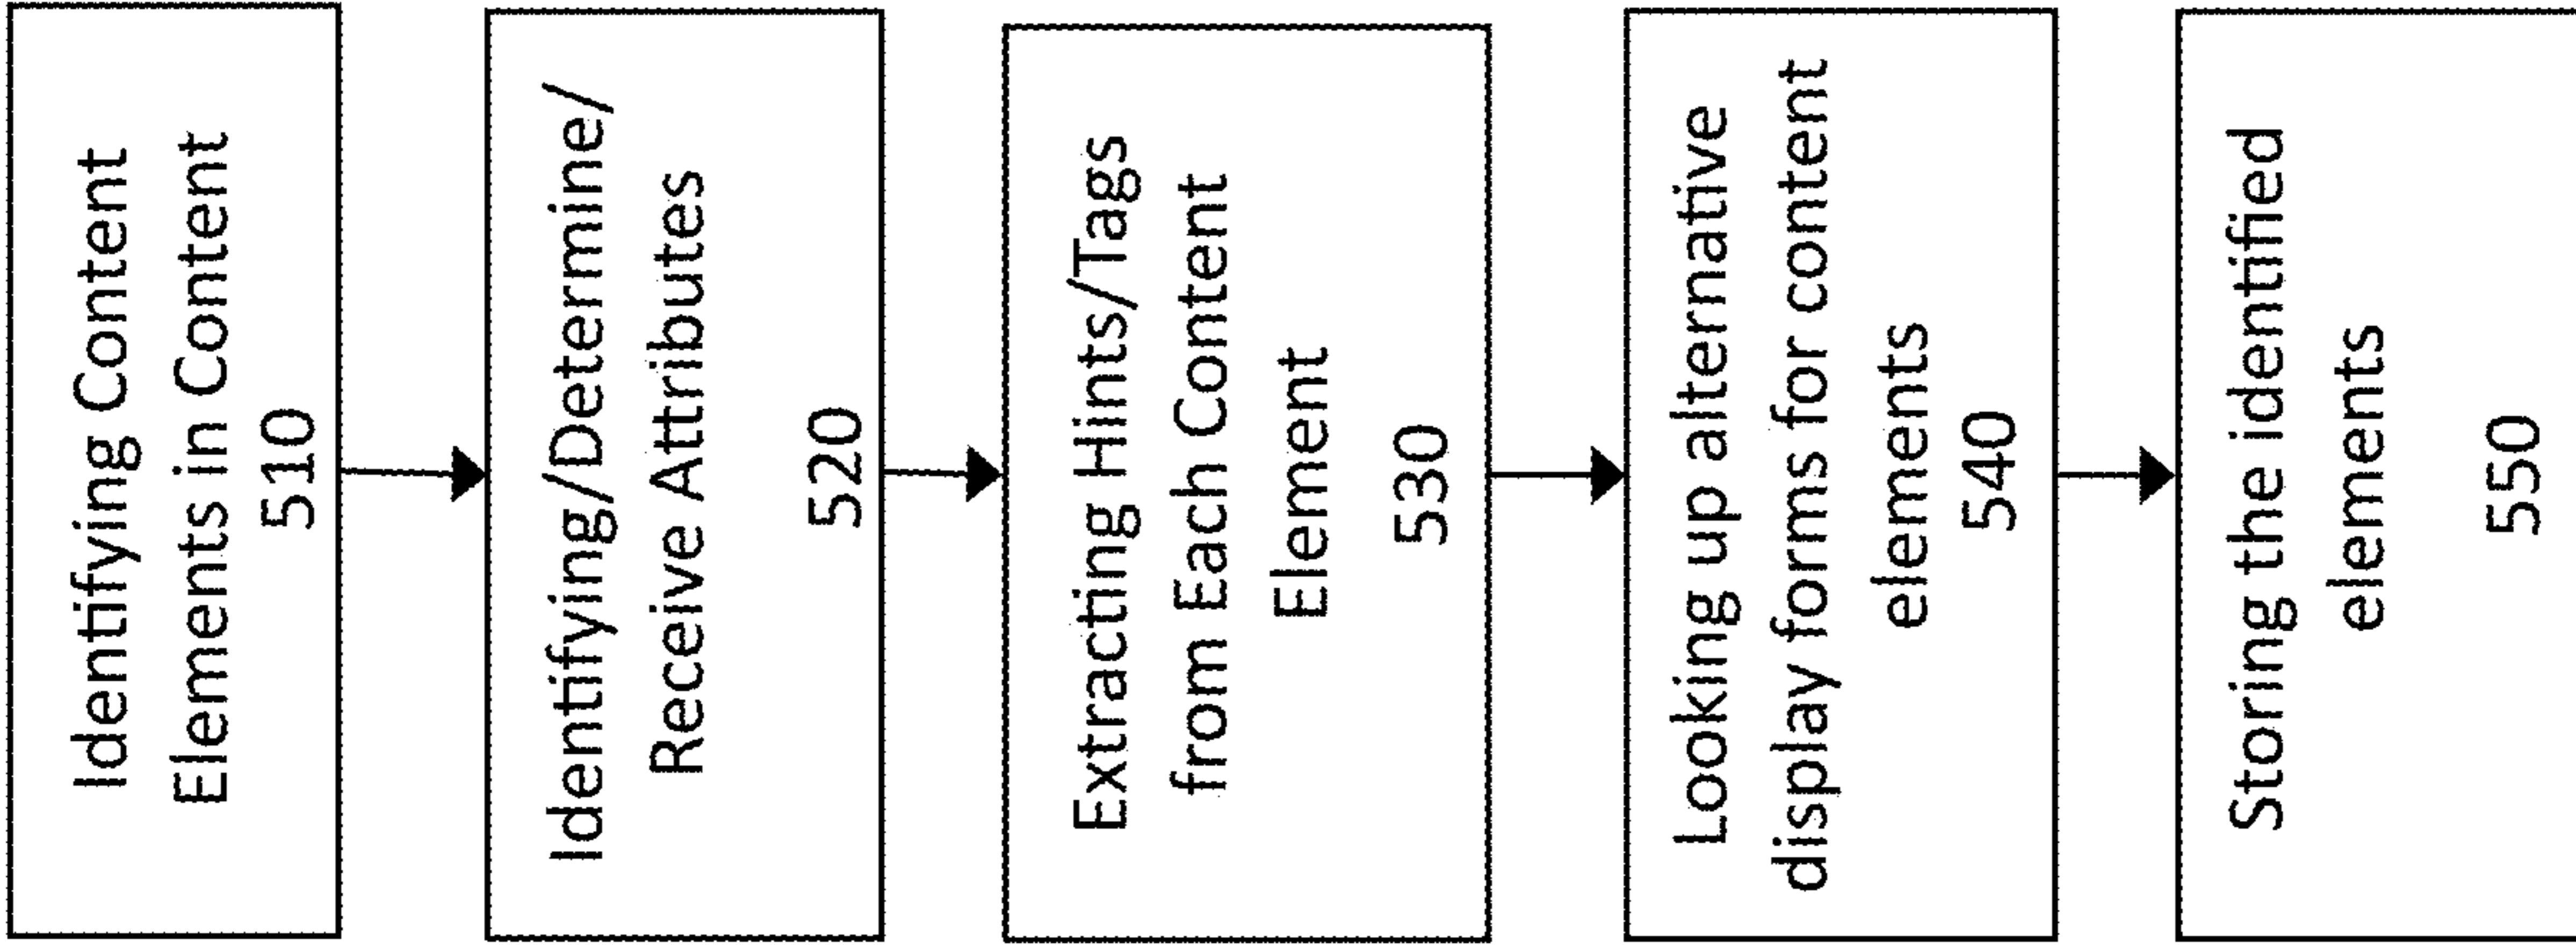 Identifying Content
Elements in Content
510
Identifying/Determine/
Receive Attributes
520
Extracting Hints/Tags
from Each Content
Element
530
Looking up alternative
display forms for content
elements
540
Storing the identified
elements
550